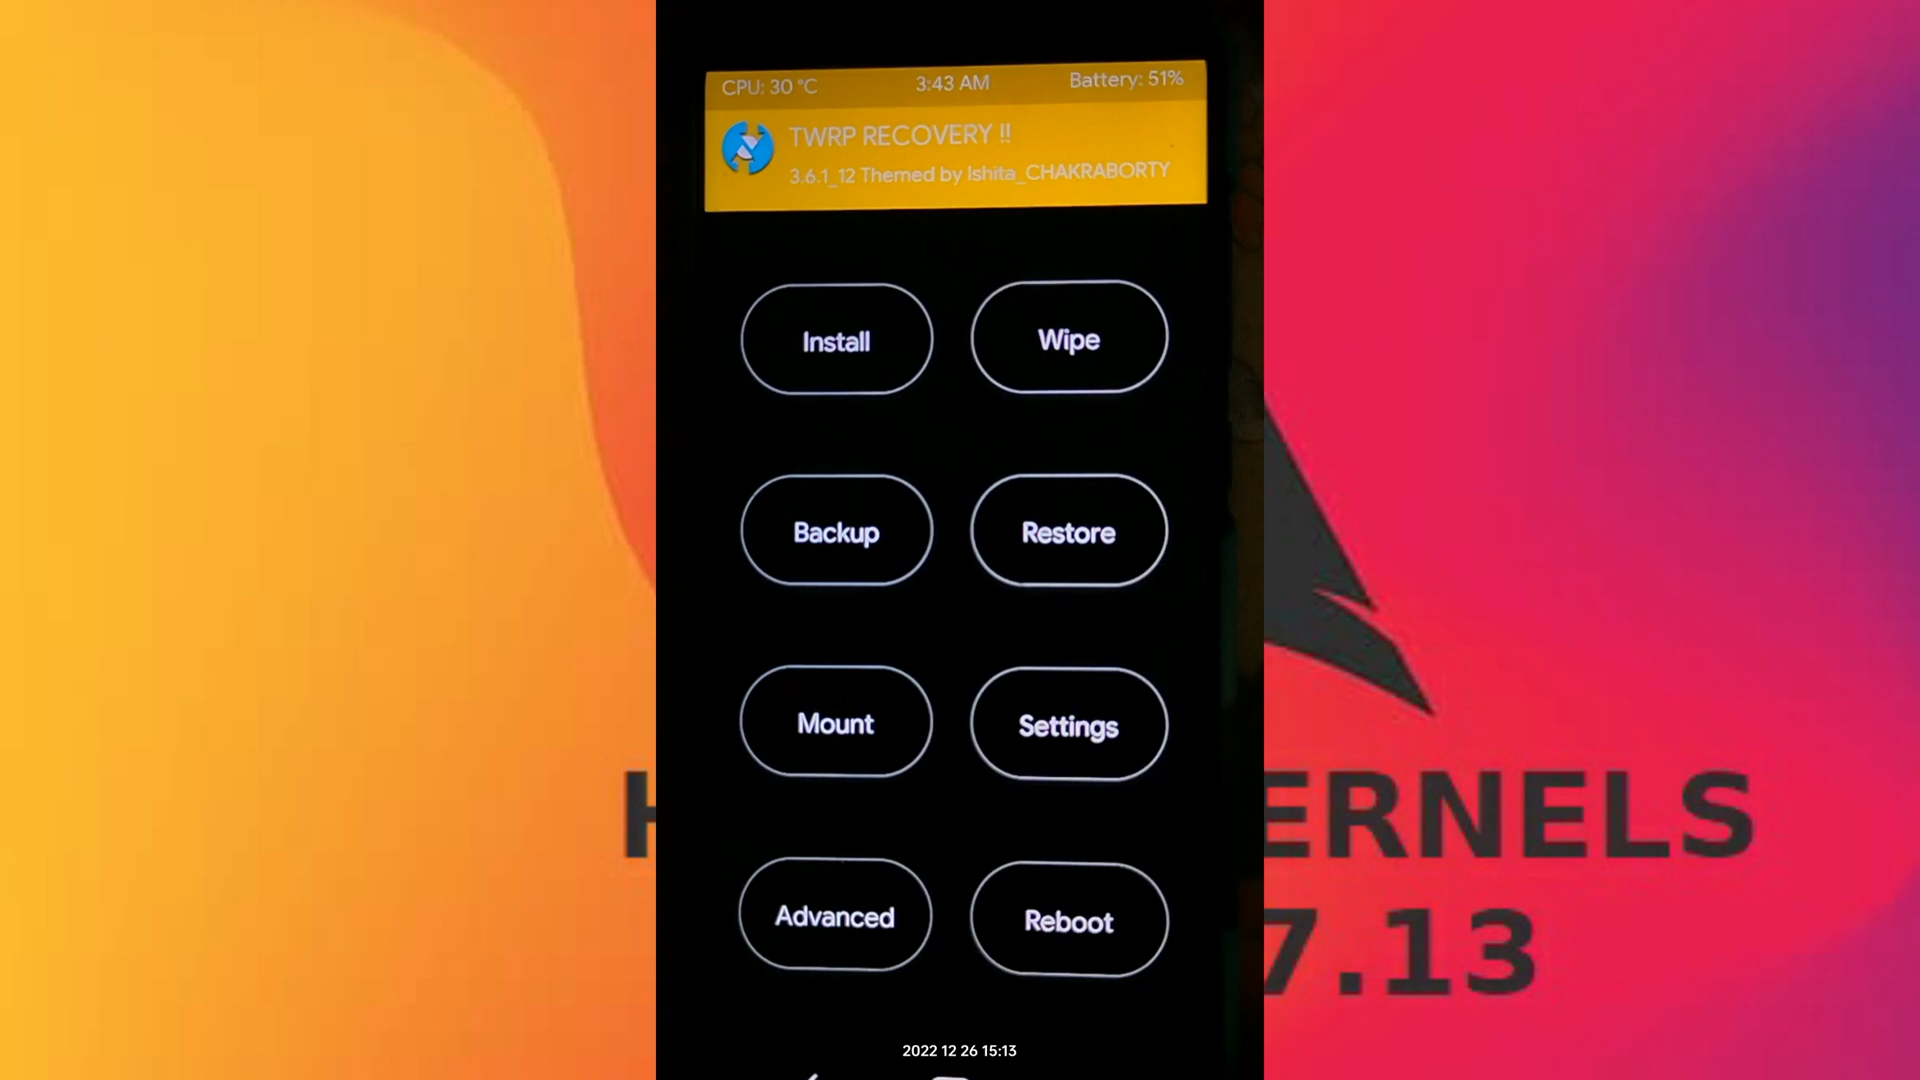 CPU: 30 °C 3:43 AM Battery: 51%
TWRP RECOVERY !!
3.6.1_12 Themed by Ishita_CHAKRABORTY
Install Wipe
Backup Restore
Mount Settings
H ERNELS
Advanced Reboot
7.13
2022 12 26 15:13